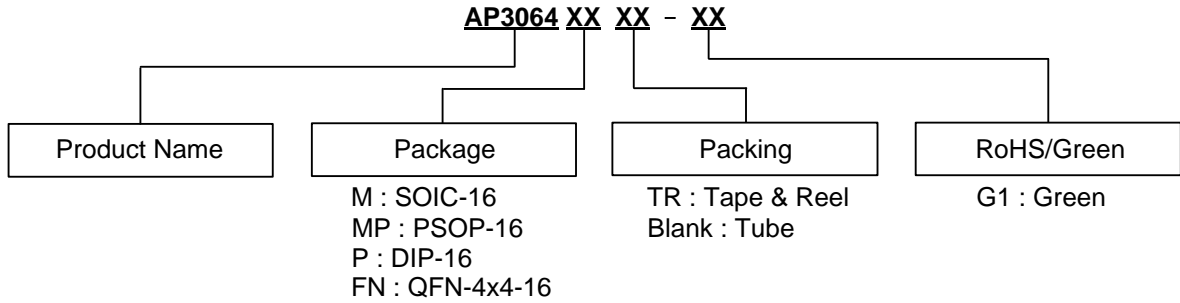 AP3064 XX XX – XX
Product Name
Package
Packing
RoHS/Green
M : SOIC-16
MP : PSOP-16
P : DIP-16
FN : QFN-4x4-16
TR : Tape & Reel
Blank : Tube
G1 : Green